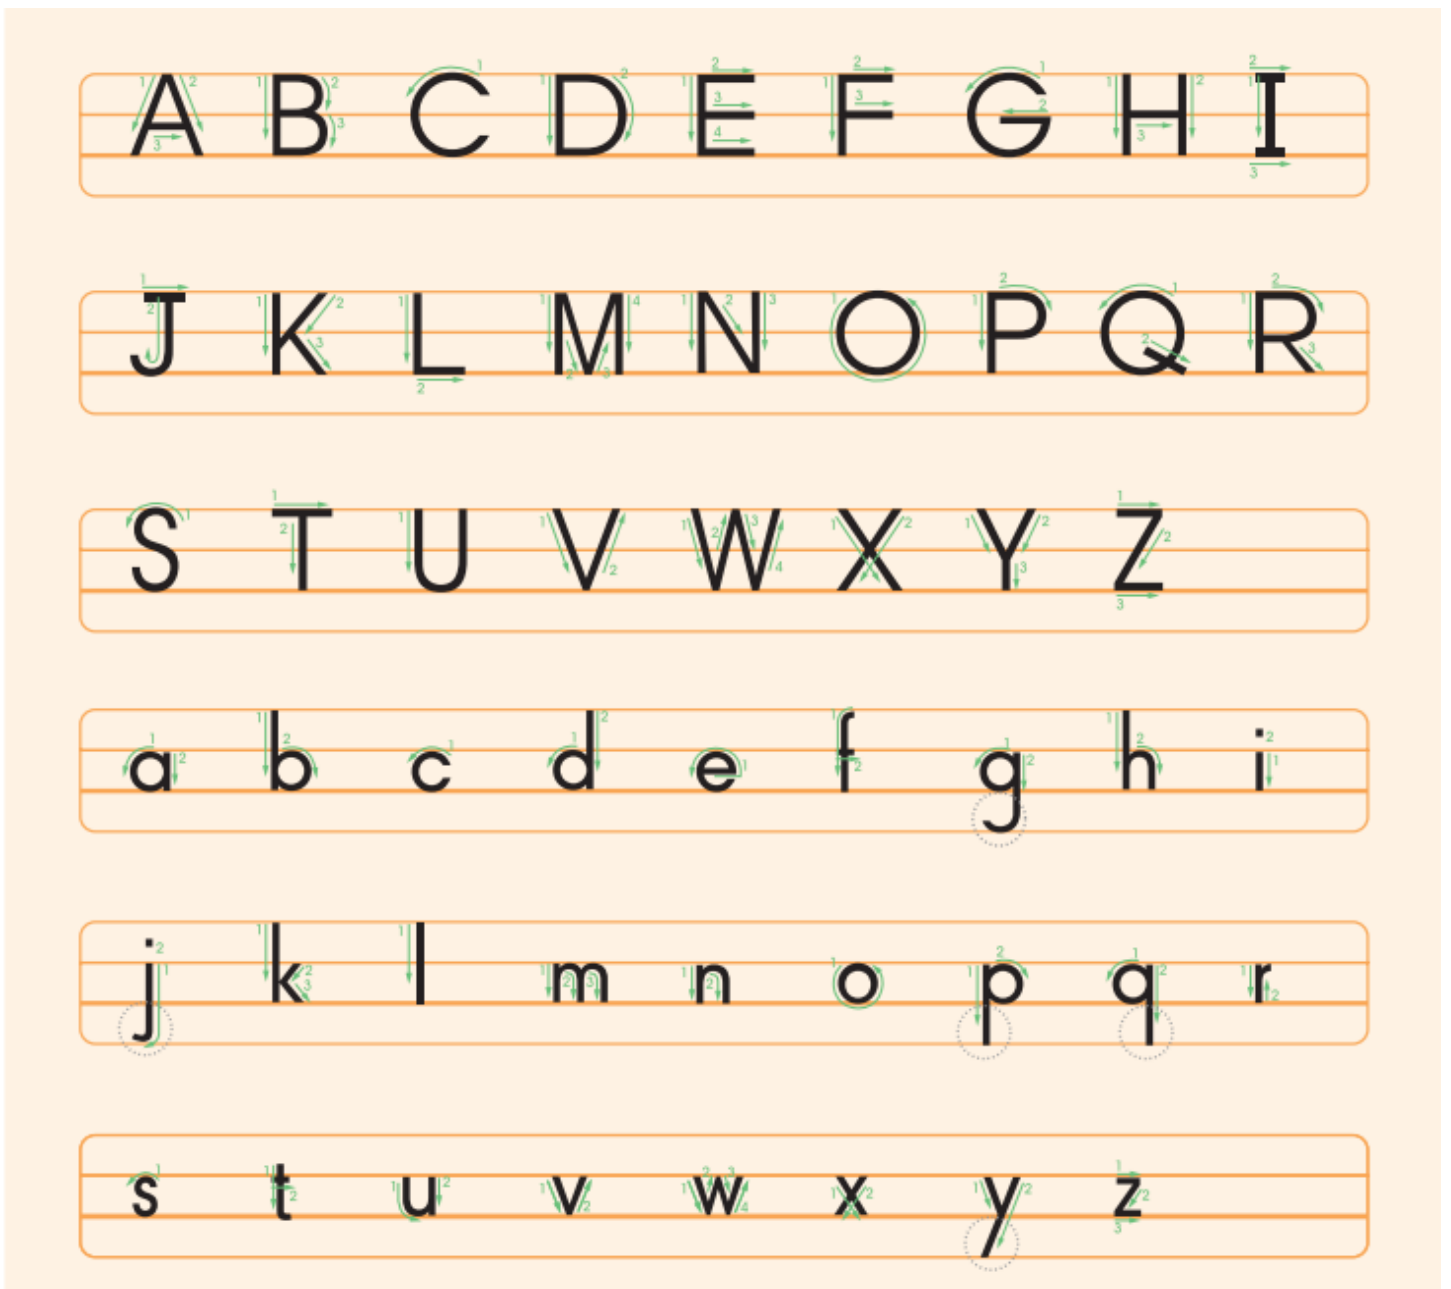 A B C D E F G H I
J K L M N O P Q R
S T U V W X Y Z
a b c d e f g h i
j k l m n o p q r
s t u v w x y z